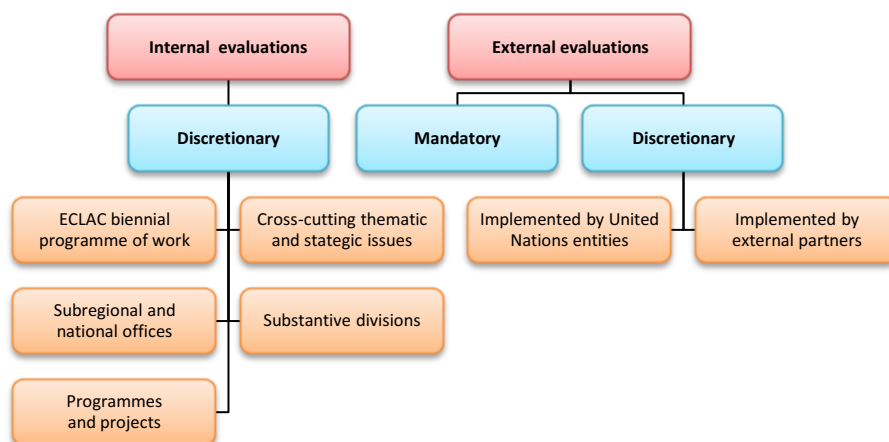 Internal evaluations
External evaluations
Discretionary
Mandatory
Discretionary
ECLAC biennial
programme of work
Cross-cutting thematic
and stategic issues
Implemented by United
Nations entities
Implemented by
external partners
Subregional and
national offices
Substantive divisions
Programmes
and projects